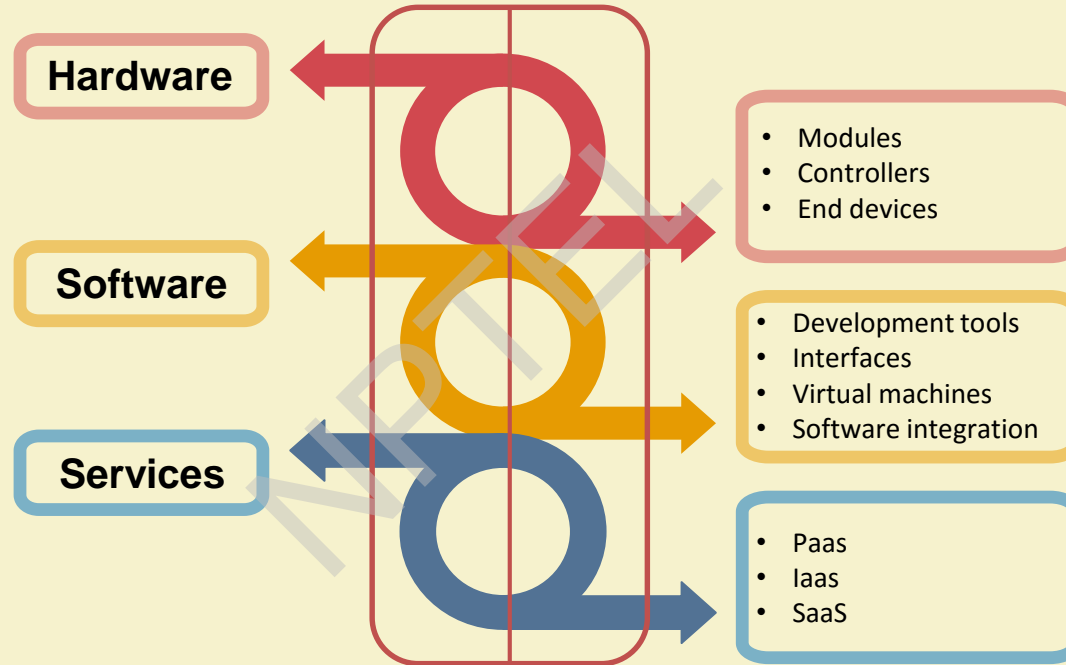 Hardware
• Modules
• Controllers
• End devices
Software
• Development tools
• Interfaces
• Virtual machines
• Software integration
Services
• Paas
• Iaas
• SaaS
NPTEL